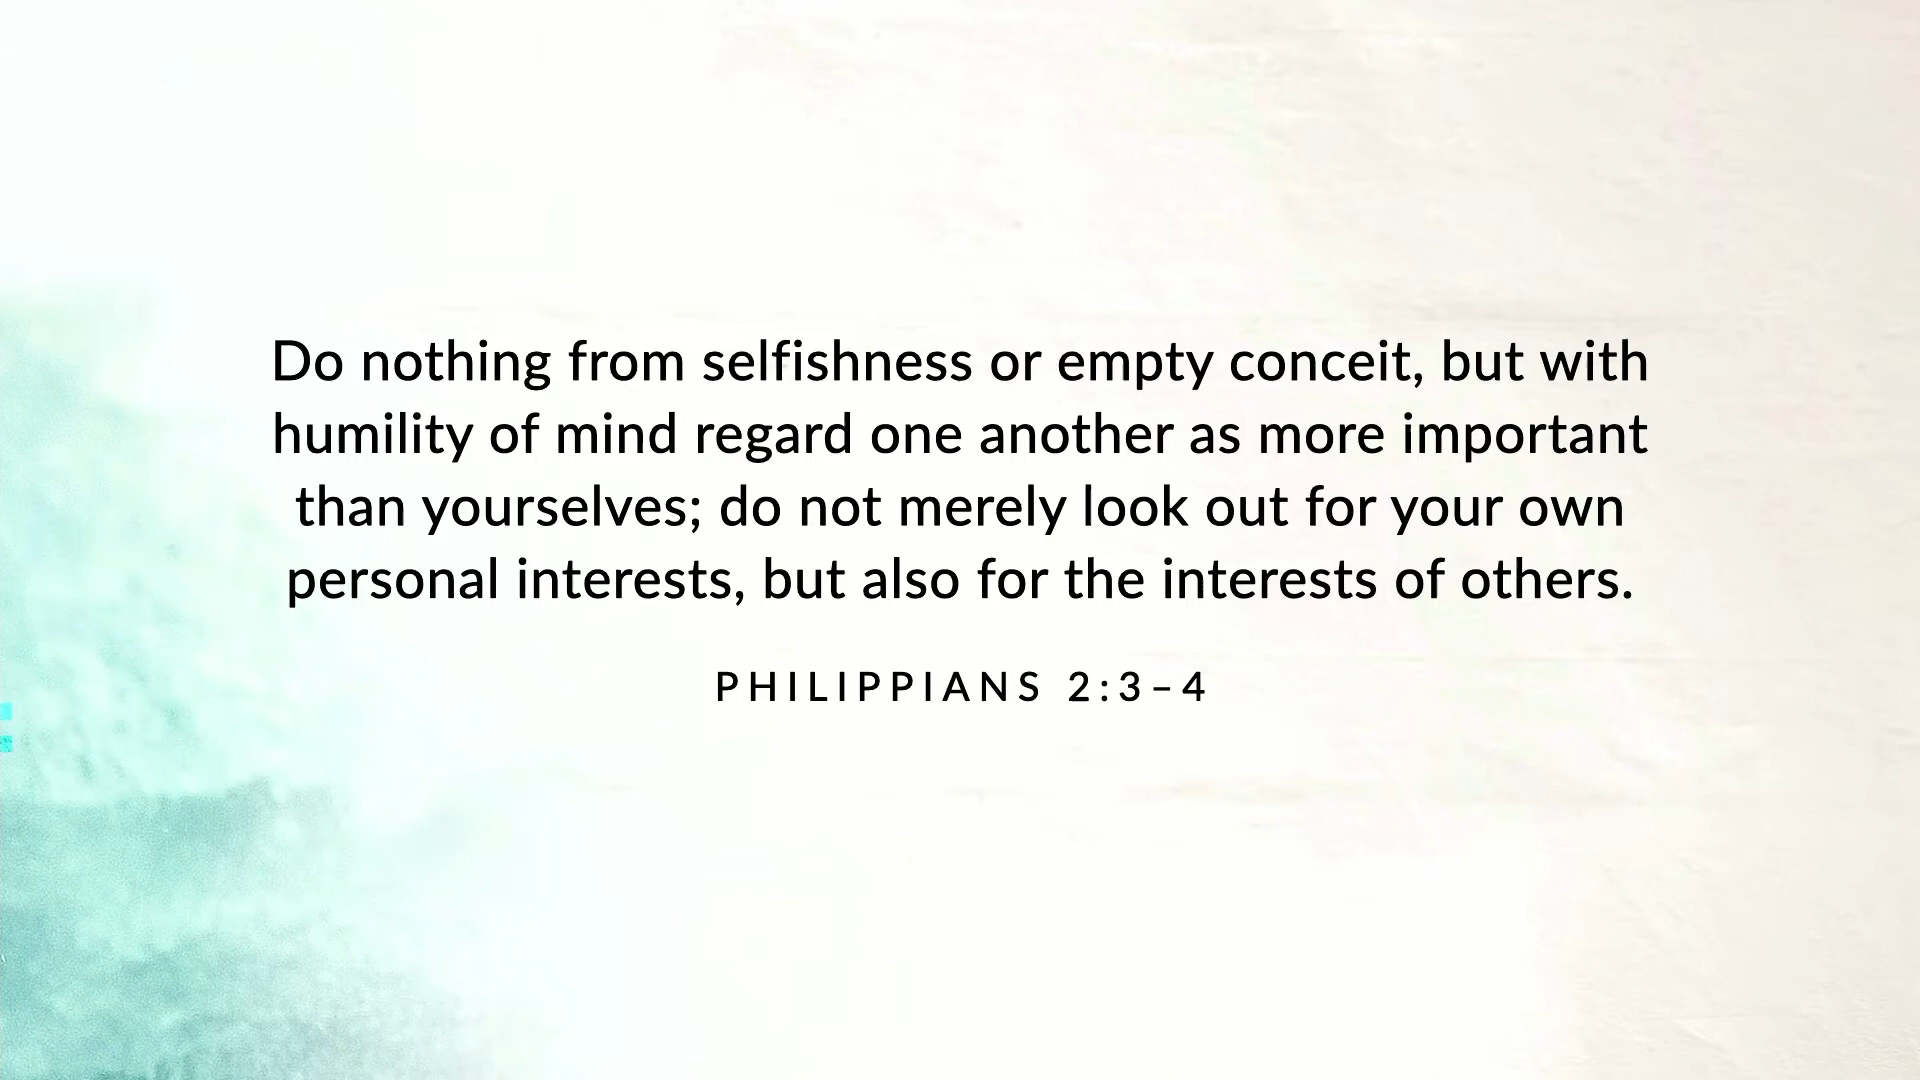 Do nothing from selfishness or empty conceit, but with
humility of mind regard one another as more important
than yourselves; do not merely look out for your own
personal interests, but also for the interests of others.
PHILIPPIANS 2:3–4